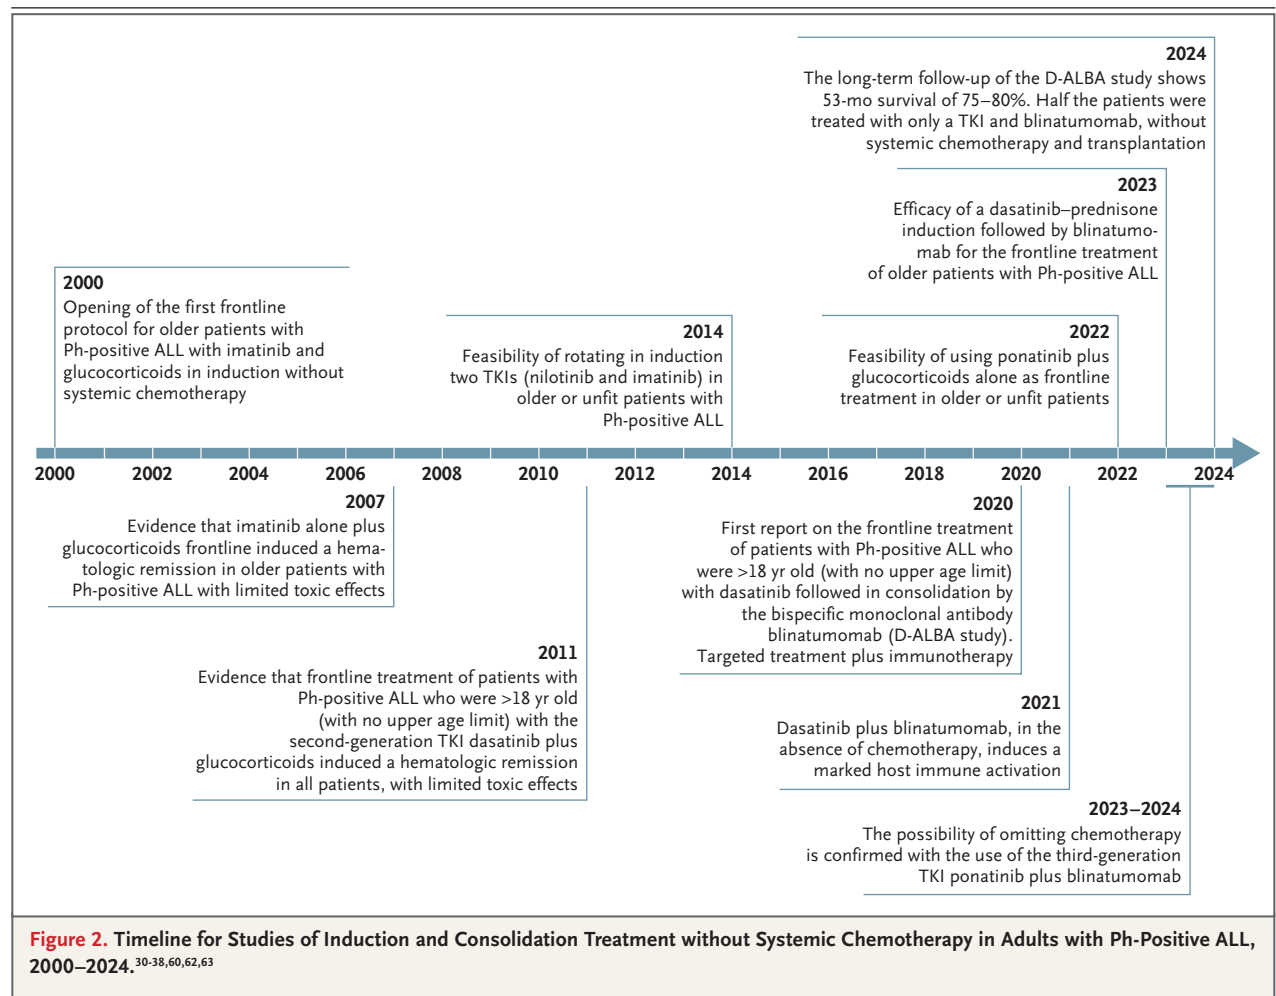 2024
The long-term follow-up of the D-ALBA study shows
53-mo survival of 75–80%. Half the patients were
treated with only a TKI and blinatumomab, without
systemic chemotherapy and transplantation
2023
Efficacy of a dasatinib–prednisone
induction followed by blinatumo-
mab for the frontline treatment
of older patients with Ph-positive ALL
2000
Opening of the first frontline
protocol for older patients with
Ph-positive ALL with imatinib and
glucocorticoids in induction without
systemic chemotherapy
2014
Feasibility of rotating in induction
two TKIs (nilotinib and imatinib) in
older or unfit patients with
Ph-positive ALL
2022
Feasibility of using ponatinib plus
glucocorticoids alone as frontline
treatment in older or unfit patients
2000 2002 2004 2006 2008 2010 2012 2014 2016 2018 2020 2022 2024
2007
Evidence that imatinib alone plus
glucocorticoids frontline induced a hema-
tologic remission in older patients with
Ph-positive ALL with limited toxic effects
2011
Evidence that frontline treatment of patients with
Ph-positive ALL who were >18 yr old
(with no upper age limit) with the
second-generation TKI dasatinib plus
glucocorticoids induced a hematologic remission
in all patients, with limited toxic effects
2020
First report on the frontline treatment
of patients with Ph-positive ALL who
were >18 yr old (with no upper age limit)
with dasatinib followed in consolidation by
the bispecific monoclonal antibody
blinatumomab (D-ALBA study).
Targeted treatment plus immunotherapy
2021
Dasatinib plus blinatumomab, in the
absence of chemotherapy, induces a
marked host immune activation
2023–2024
The possibility of omitting chemotherapy
is confirmed with the use of the third-generation
TKI ponatinib plus blinatumomab
Figure 2. Timeline for Studies of Induction and Consolidation Treatment without Systemic Chemotherapy in Adults with Ph-Positive ALL,
2000–2024.30-38,60,62,63